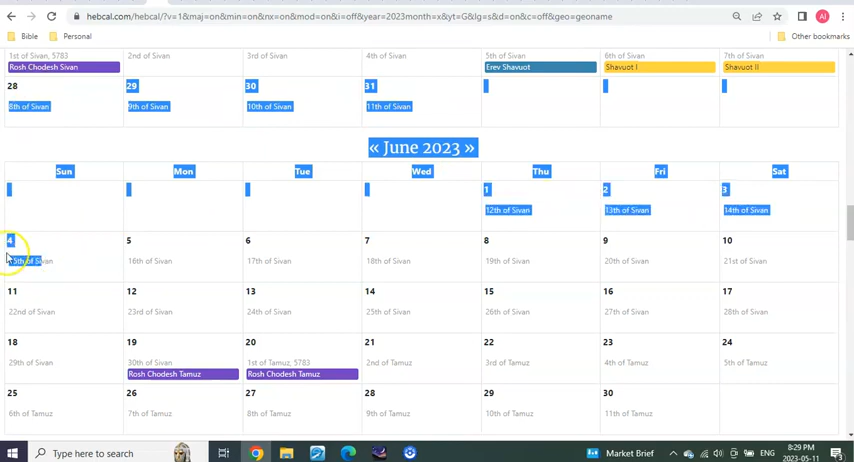 hebcal.com/hebcal/?v=1&maj=on&min=on&nx=on&mod=on&i=off&year=2023month=x&yt=G&lg=s&d=on&c=off&geo=geoname
AI
Bible Personal Other bookmarks
1st of Sivan, 5783 2nd of Sivan 3rd of Sivan 4th of Sivan 5th of Sivan 6th of Sivan 7th of Sivan
Rosh Chodesh Sivan Erev Shavuot Shavuot I Shavuot II
28 29 30 31
8th of Sivan 9th of Sivan 10th of Sivan 11th of Sivan
« June 2023 »
Sun Mon Tue Wed Thu Fri Sat
1 2 3
12th of Sivan 13th of Sivan 14th of Sivan
4 5 6 7 8 9 10
15th of Sivan 16th of Sivan 17th of Sivan 18th of Sivan 19th of Sivan 20th of Sivan 21st of Sivan
11 12 13 14 15 16 17
22nd of Sivan 23rd of Sivan 24th of Sivan 25th of Sivan 26th of Sivan 27th of Sivan 28th of Sivan
18 19 20 21 22 23 24
29th of Sivan 30th of Sivan 1st of Tamuz, 5783 2nd of Tamuz 3rd of Tamuz 4th of Tamuz 5th of Tamuz
Rosh Chodesh Tamuz Rosh Chodesh Tamuz
25 26 27 28 29 30
6th of Tamuz 7th of Tamuz 8th of Tamuz 9th of Tamuz 10th of Tamuz 11th of Tamuz
Type here to search Market Brief ENG 8:29 PM
2023-05-11 3